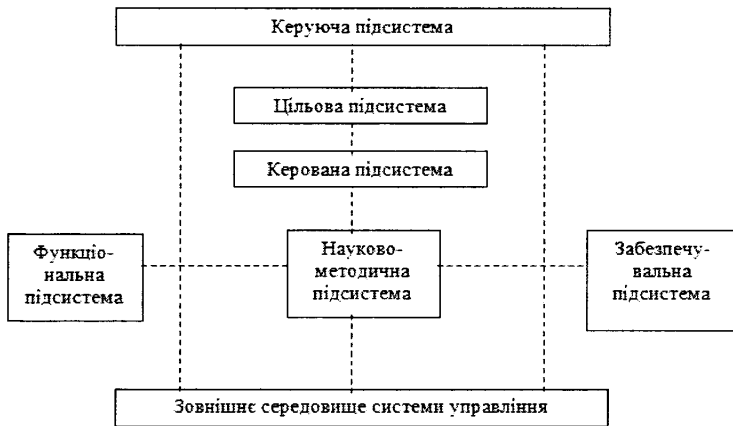 Керуюча підсистема
Цільова підсистема
Керована підсистема
Функціо-
нальна
підсистема
Науково-
методична
підсистема
Забезпечу-
вальна
підсистема
Зовнішнє середовище системи управління